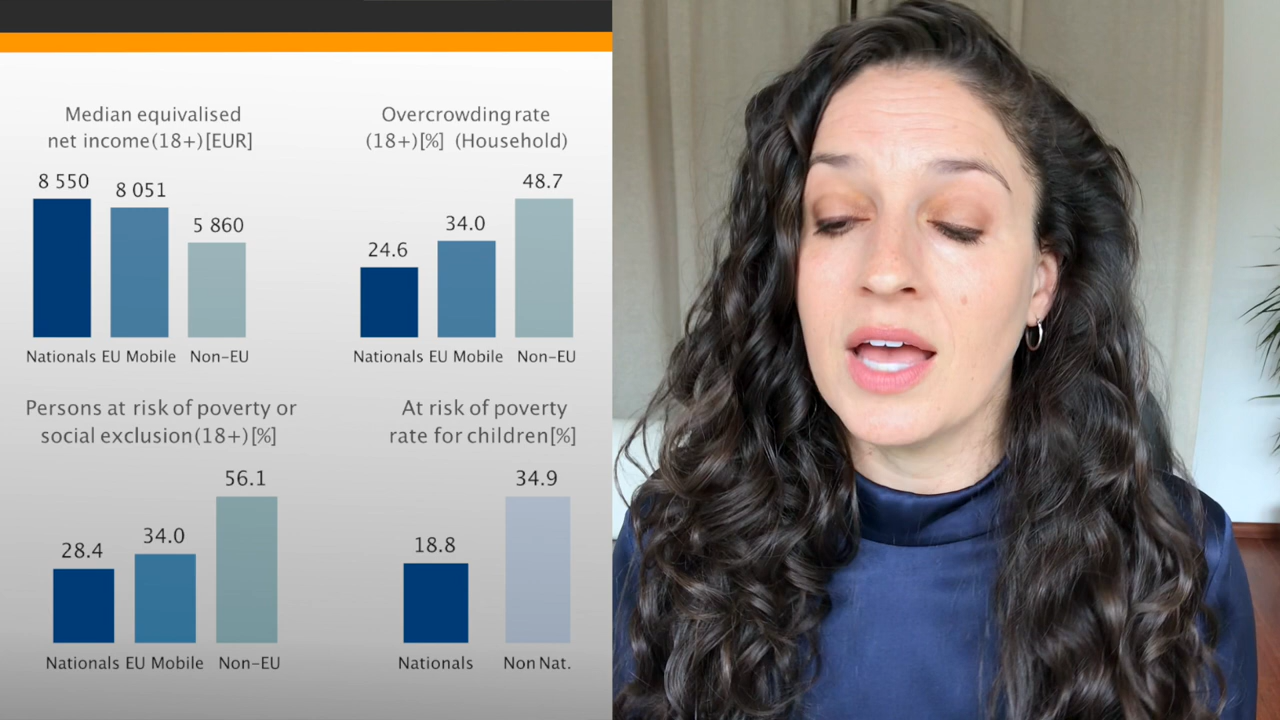 Median equivalised
net income(18+)[EUR]
8 550
8 051
5 860
Nationals EU Mobile Non-EU
Overcrowding rate
(18+)[%] (Household)
24.6
34.0
48.7
Nationals EU Mobile Non-EU
Persons at risk of poverty or
social exclusion(18+)[%]
28.4
34.0
56.1
Nationals EU Mobile Non-EU
At risk of poverty
rate for children[%]
18.8
34.9
Nationals Non Nat.